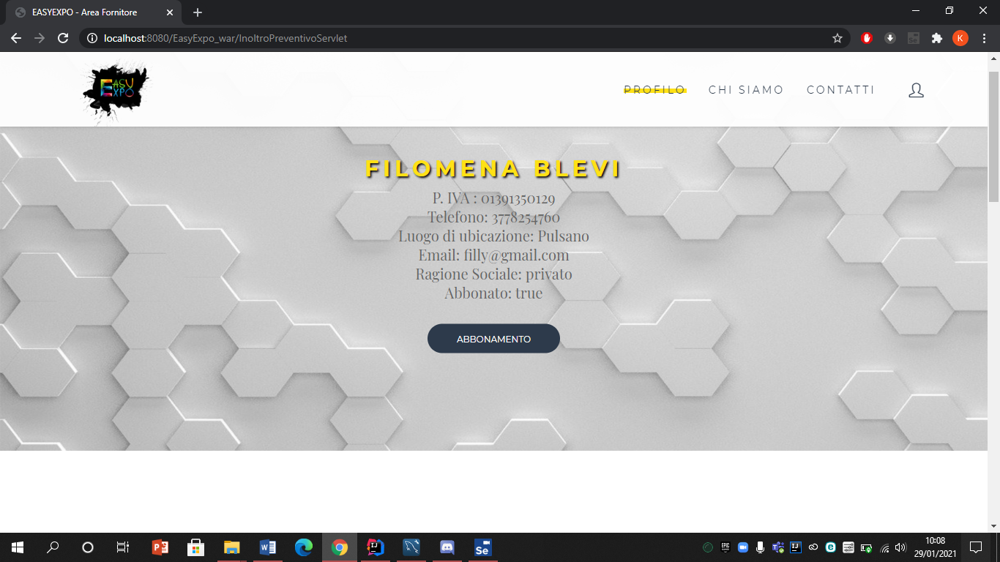 EASYEXPO - Area Fornitore
localhost:8080/EasyExpo_war/InoltroPreventivoServlet
K
EASY
EXPO
PROFILO
CHI SIAMO
CONTATTI
FILOMENA BLEVI
P. IVA : 01391350129
Telefono: 3778254760
Luogo di ubicazione: Pulsano
Email: filly@gmail.com
Ragione Sociale: privato
Abbonato: true
ABBONAMENTO
Se
10:08
29/01/2021